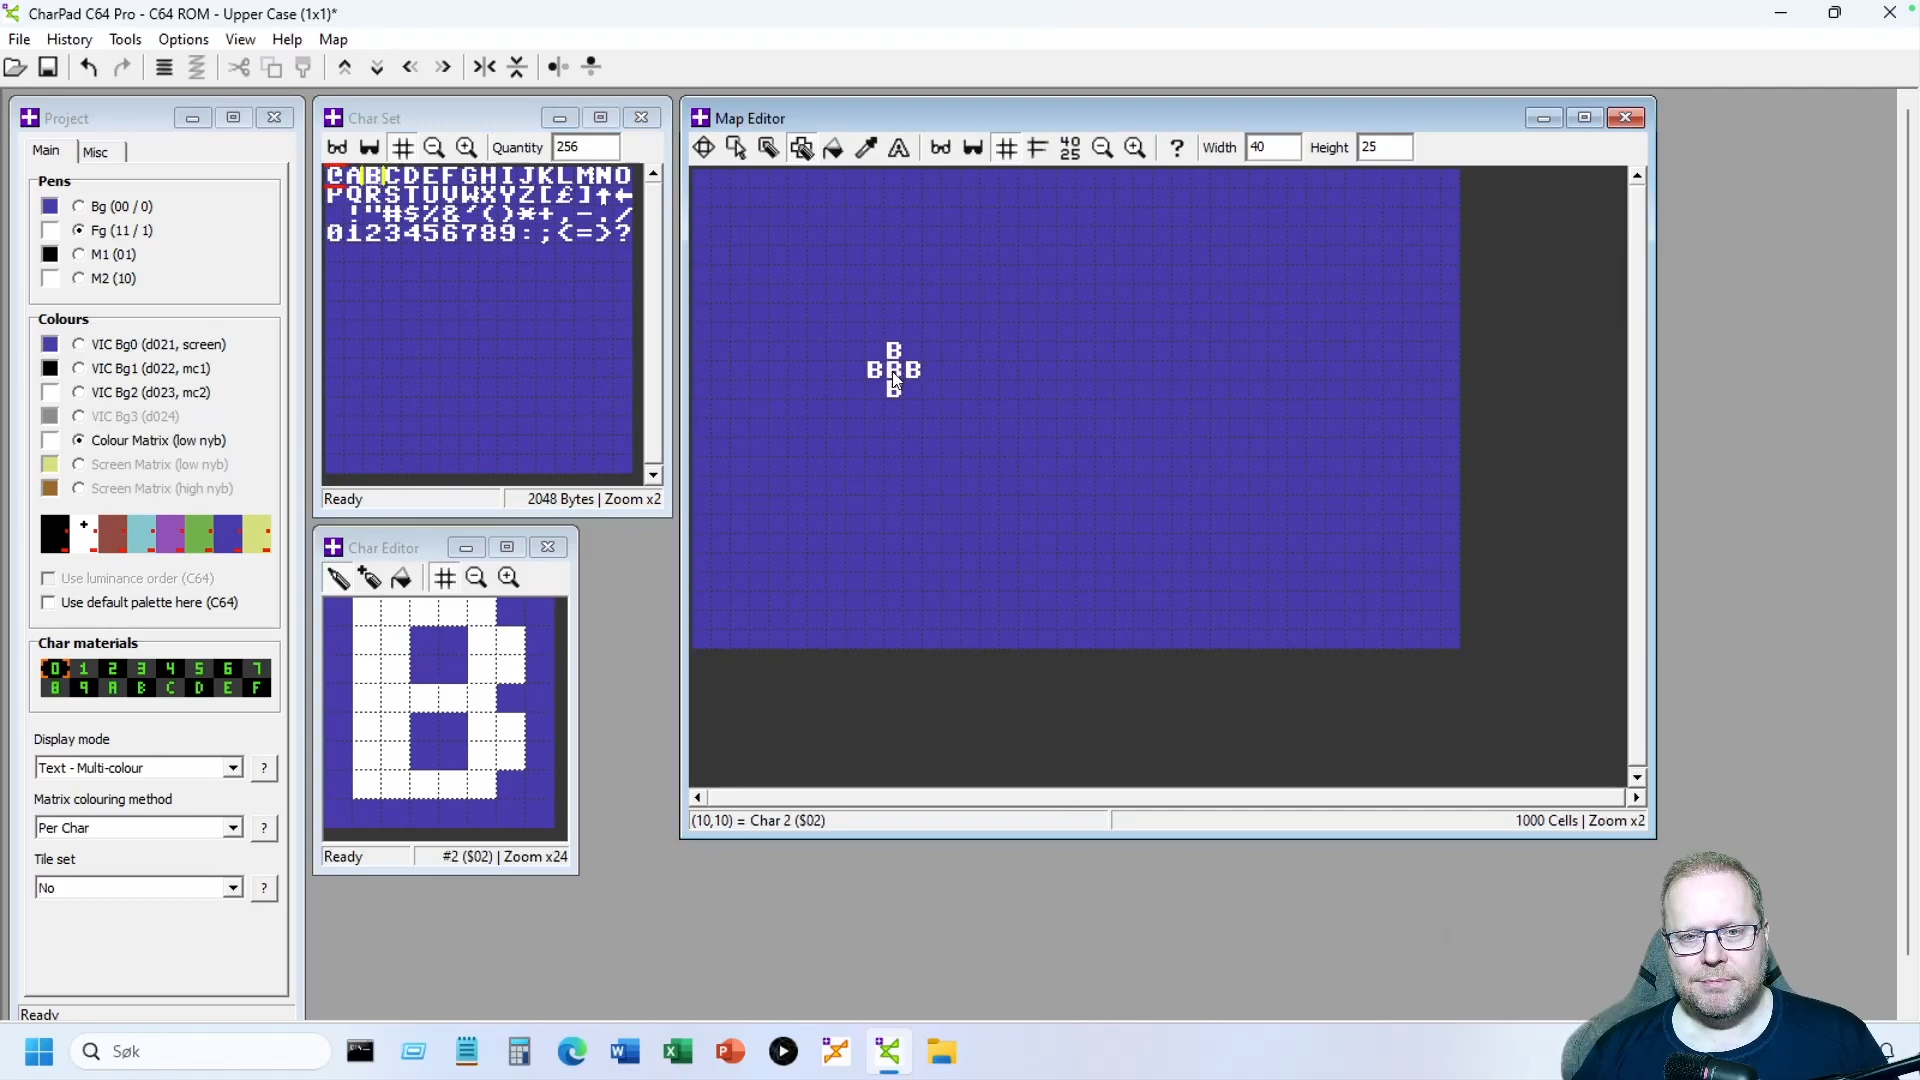 CharPad C64 Pro - C64 ROM - Upper Case (1x1)*
File History Tools Options View Help Map
Project
Main Misc
Pens
Bg (00 / 0)
Fg (11 / 1)
M1 (01)
M2 (10)
Colours
VIC Bg0 (d021, screen)
VIC Bg1 (d022, mc1)
VIC Bg2 (d023, mc2)
VIC Bg3 (d024)
Colour Matrix (low nyb)
Screen Matrix (low nyb)
Screen Matrix (high nyb)
Use luminance order (C64)
Use default palette here (C64)
Char materials
0 1 2 3 4 5 6 7
8 9 A B C D E F
Display mode
Text - Multi-colour ?
Matrix colouring method
Per Char ?
Tile set
No ?
Ready
Char Set
Quantity 256
@ABCDEFGHIJKLMNO
PQRSTUVWXYZ[£]↑←
!"#$%&'()*+,-./
0123456789:;<=>?
Ready 2048 Bytes | Zoom x2
Char Editor
B
Ready #2 ($02) | Zoom x24
Map Editor
40
25
? Width 40 Height 25
B
BBB
B
(10,10) = Char 2 ($02) 1000 Cells | Zoom x2
Søk